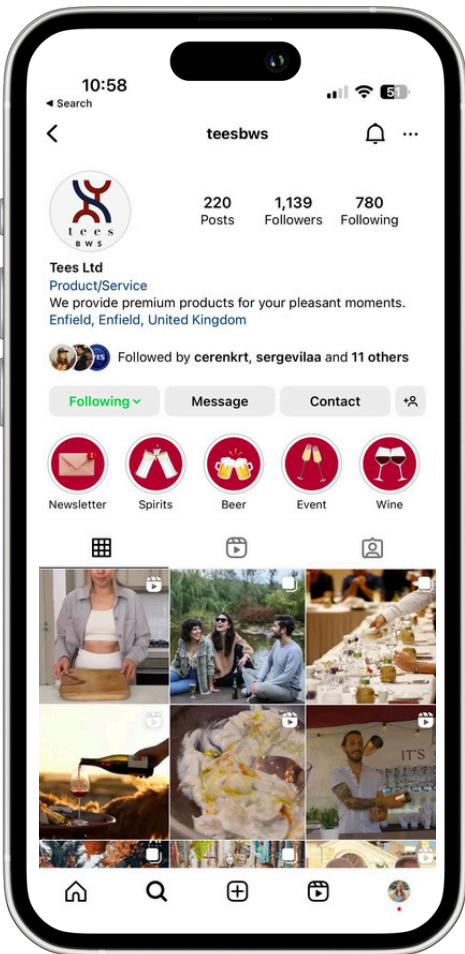 10:58
◀ Search
51
teesbws
tees
BWS
220
Posts
1,139
Followers
780
Following
Tees Ltd
Product/Service
We provide premium products for your pleasant moments.
Enfield, Enfield, United Kingdom
Followed by cerenkrt, sergevilaa and 11 others
Following
Message
Contact
Newsletter
Spirits
Beer
Event
Wine
IT'S